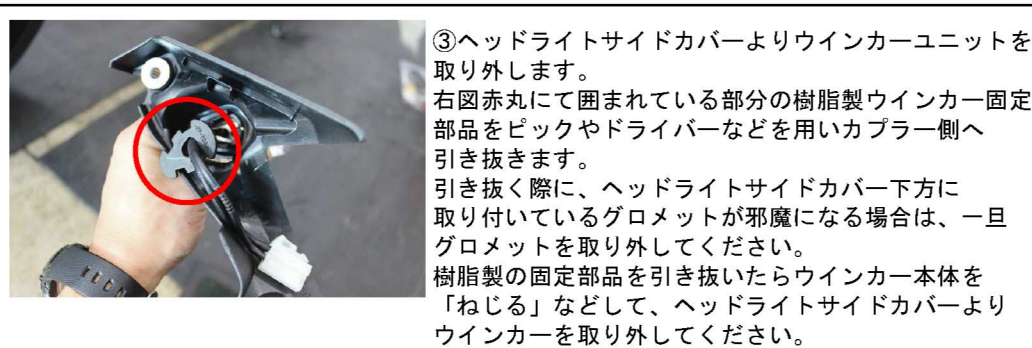 ③ヘッドライトサイドカバーよりウインカーユニットを
取り外します。
右図赤丸にて囲まれている部分の樹脂製ウインカー固定
部品をピックやドライバーなどを用いカプラー側へ
引き抜きます。
引き抜く際に、ヘッドライトサイドカバー下方に
取り付いているグロメットが邪魔になる場合は、一旦
グロメットを取り外してください。
樹脂製の固定部品を引き抜いたらウインカー本体を
「ねじる」などして、ヘッドライトサイドカバーより
ウインカーを取り外してください。